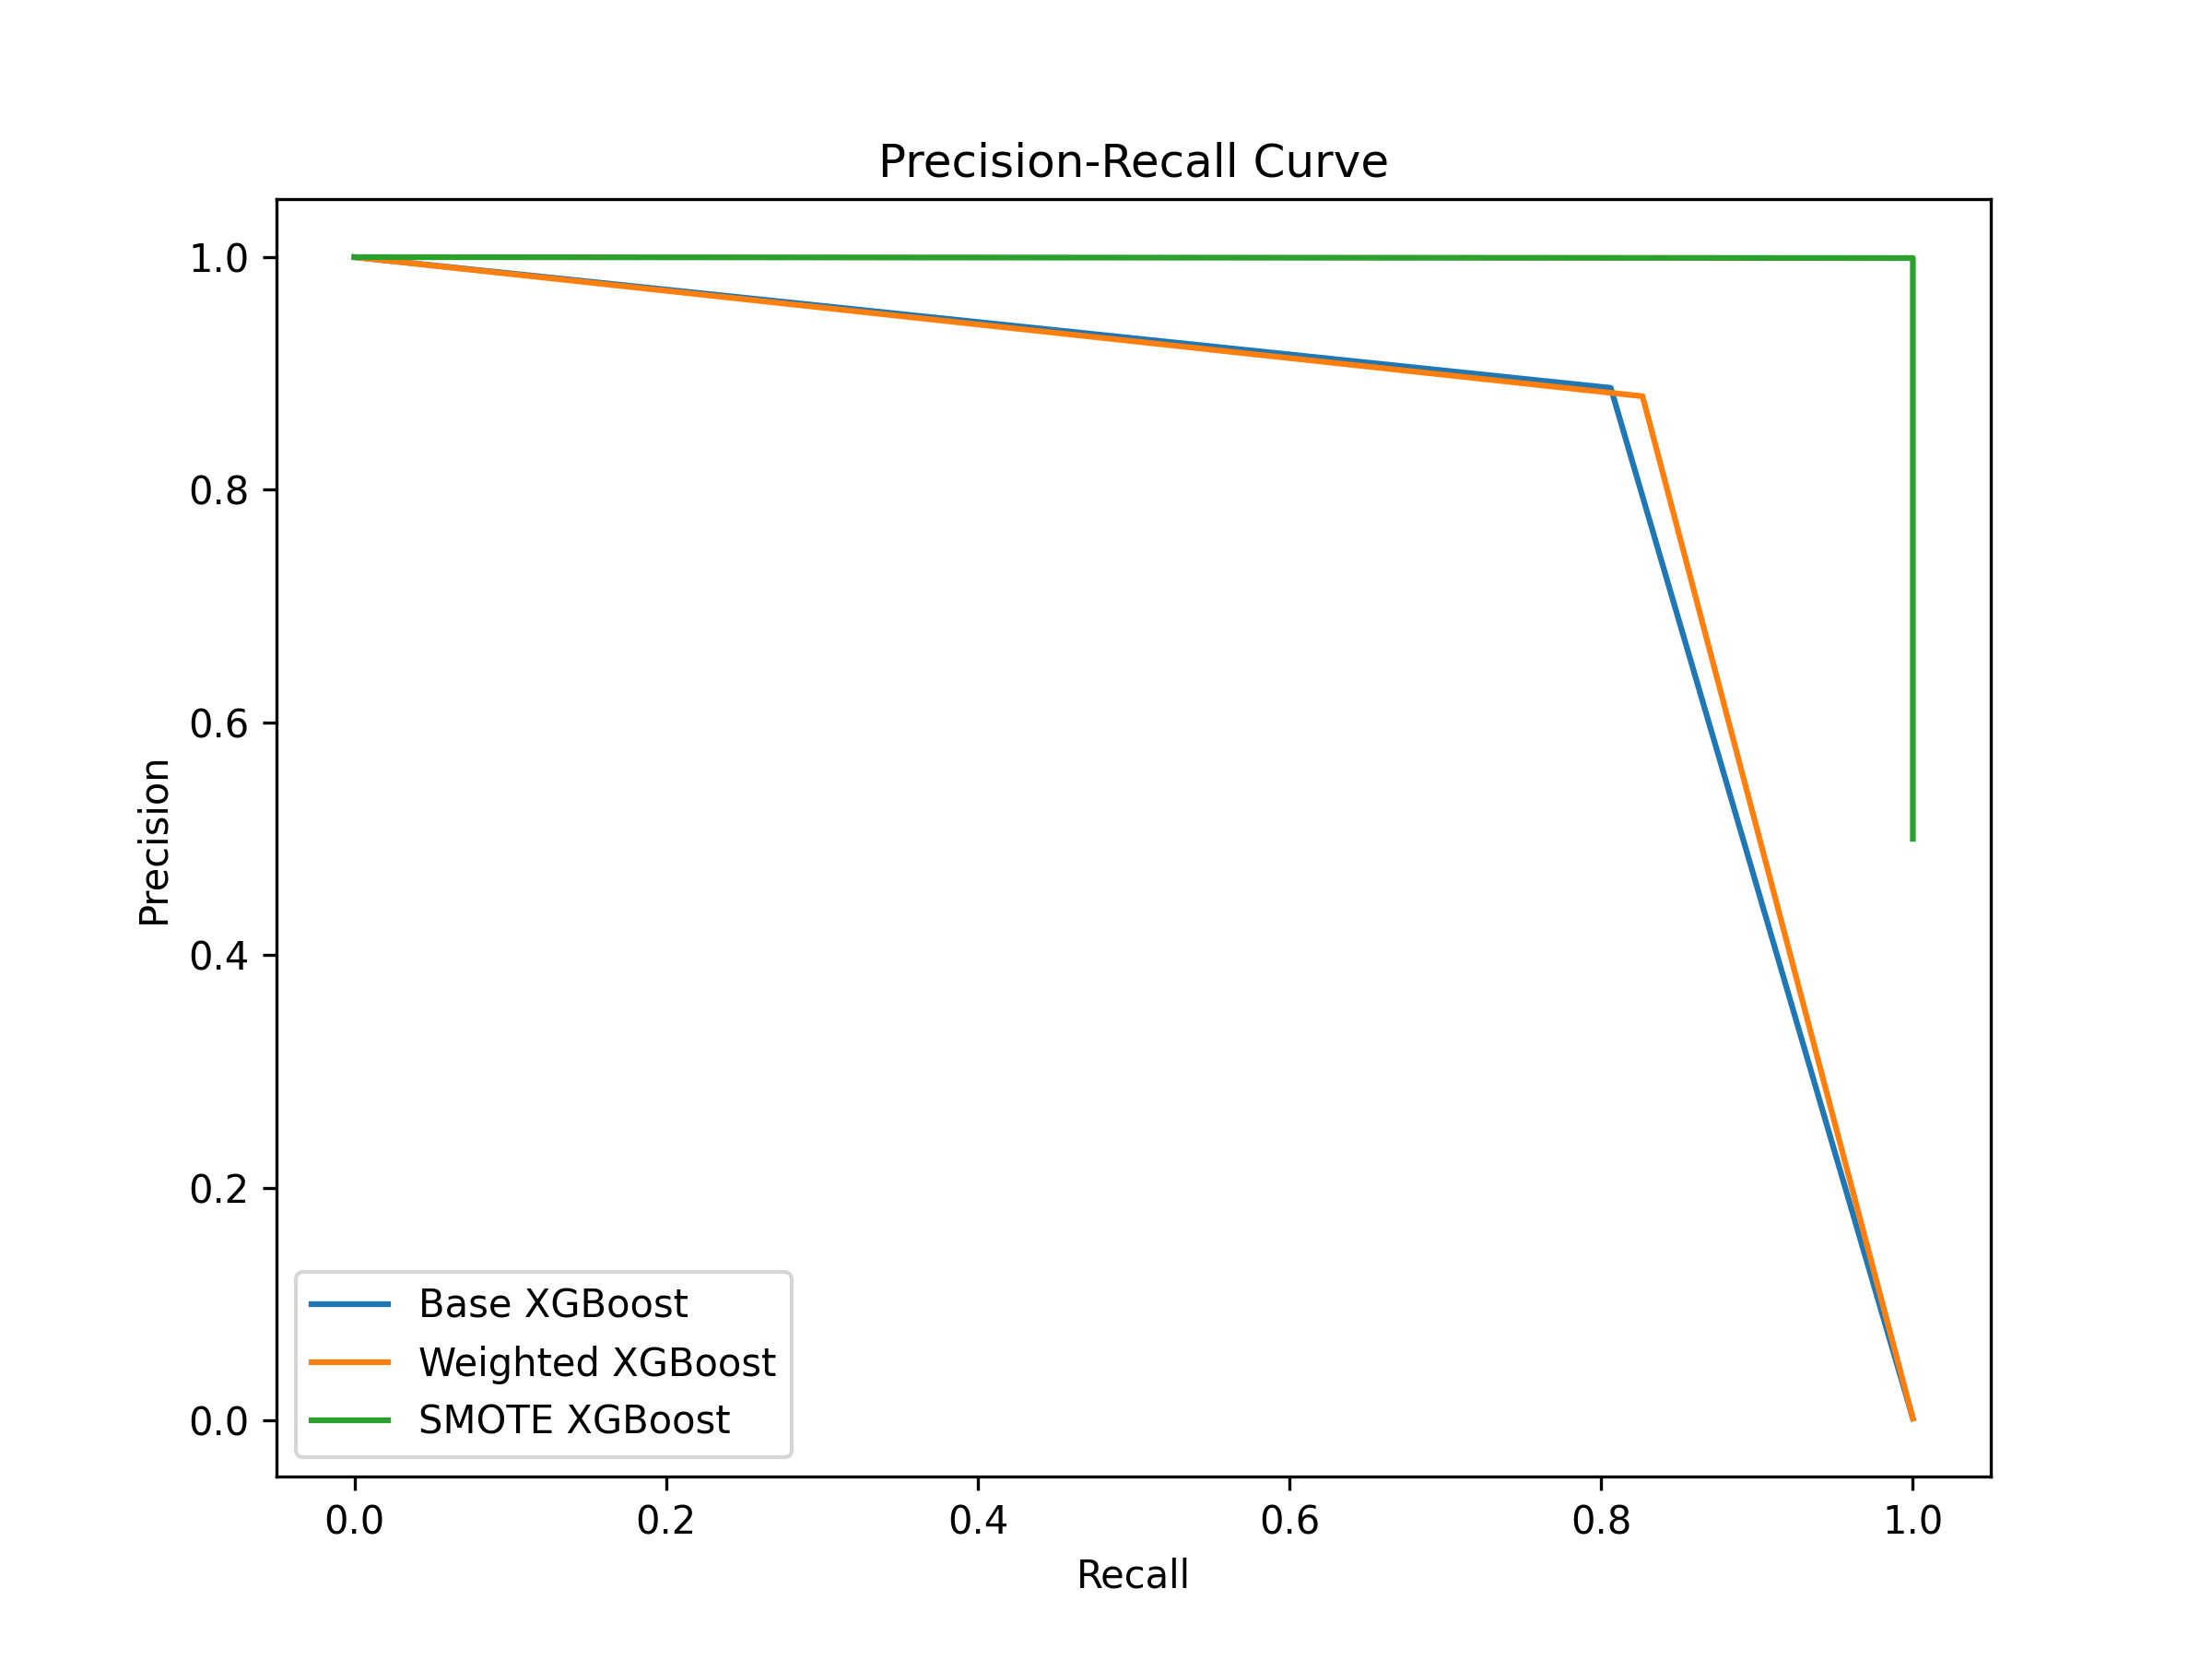 Precision-Recall Curve
1.0
0.8
0.6
0.4
0.2
0.0
Precision
Base XGBoost
Weighted XGBoost
SMOTE XGBoost
0.0 0.2 0.4 0.6 0.8 1.0
Recall